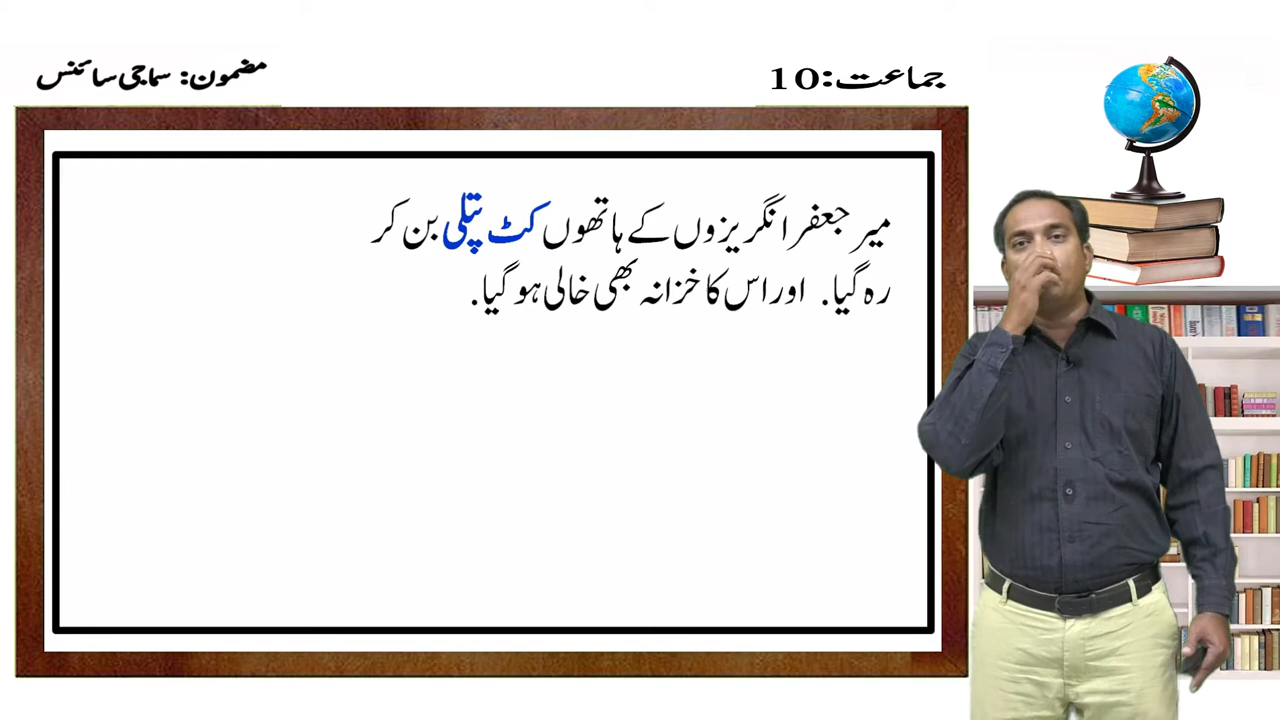 جماعت:10
مضمون: سماجی سائنس
میر جعفر انگریزوں کے ہاتھوں کٹ پتلی بن کر
رہ گیا. اور اس کا خزانہ بھی خالی ہو گیا.